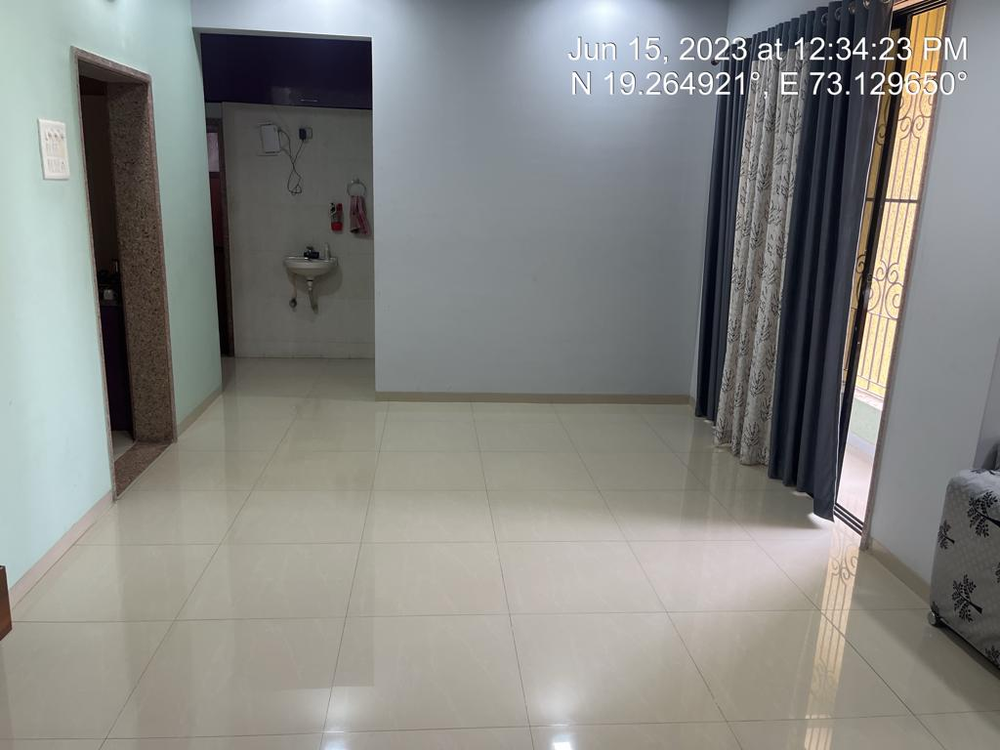 Jun 15, 2023 at 12:34:23 PM
N 19.264921°, E 73.129650°